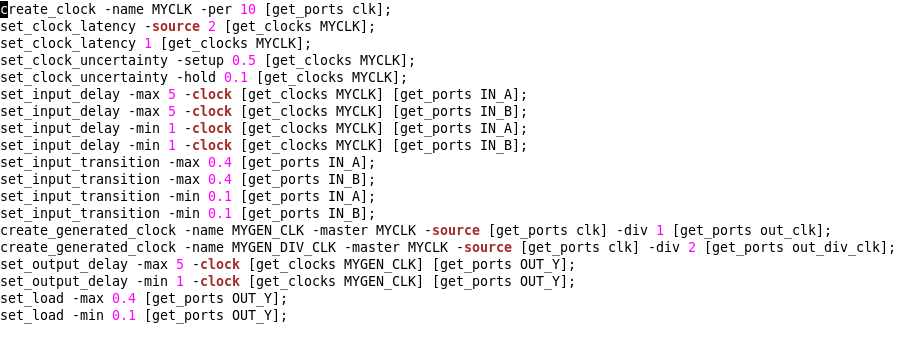 create_clock -name MYCLK -per 10 [get_ports clk];
set_clock_latency -source 2 [get_clocks MYCLK];
set_clock_latency 1 [get_clocks MYCLK];
set_clock_uncertainty -setup 0.5 [get_clocks MYCLK];
set_clock_uncertainty -hold 0.1 [get_clocks MYCLK];
set_input_delay -max 5 -clock [get_clocks MYCLK] [get_ports IN_A];
set_input_delay -max 5 -clock [get_clocks MYCLK] [get_ports IN_B];
set_input_delay -min 1 -clock [get_clocks MYCLK] [get_ports IN_A];
set_input_delay -min 1 -clock [get_clocks MYCLK] [get_ports IN_B];
set_input_transition -max 0.4 [get_ports IN_A];
set_input_transition -max 0.4 [get_ports IN_B];
set_input_transition -min 0.1 [get_ports IN_A];
set_input_transition -min 0.1 [get_ports IN_B];
create_generated_clock -name MYGEN_CLK -master MYCLK -source [get_ports clk] -div 1 [get_ports out_clk];
create_generated_clock -name MYGEN_DIV_CLK -master MYCLK -source [get_ports clk] -div 2 [get_ports out_div_clk];
set_output_delay -max 5 -clock [get_clocks MYGEN_CLK] [get_ports OUT_Y];
set_output_delay -min 1 -clock [get_clocks MYGEN_CLK] [get_ports OUT_Y];
set_load -max 0.4 [get_ports OUT_Y];
set_load -min 0.1 [get_ports OUT_Y];